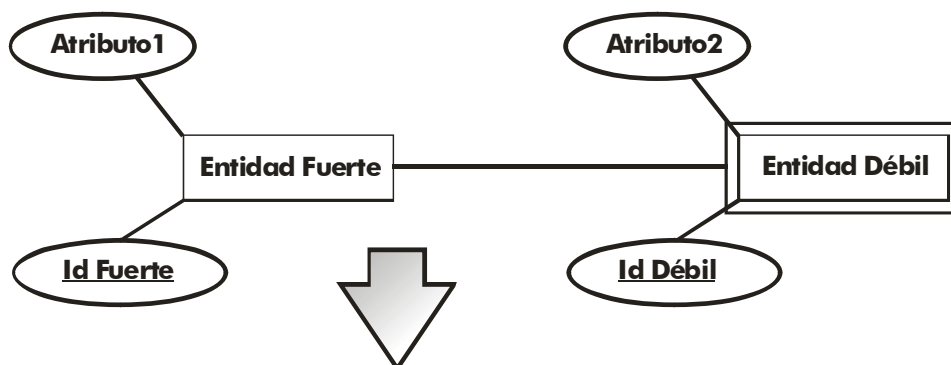 Atributo1
Atributo2
Entidad Fuerte
Entidad Débil
Id Fuerte
Id Débil